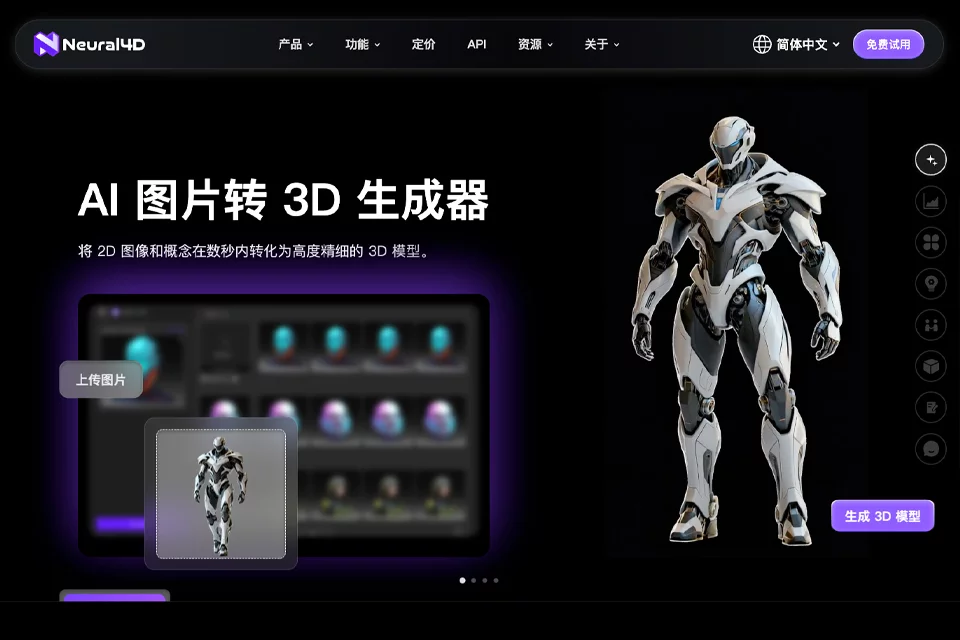 Neural4D
产品
功能
定价
API
资源
关于
简体中文
免费试用
AI 图片转 3D 生成器
将 2D 图像和概念在数秒内转化为高度精细的 3D 模型。
上传图片
生成 3D 模型